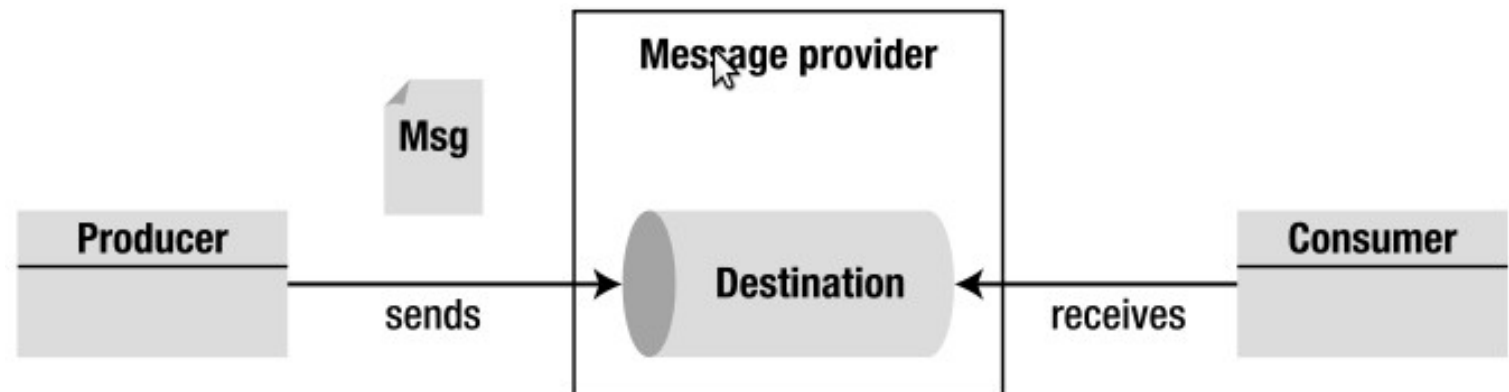 Message provider
Msg
Producer
Consumer
Destination
sends
receives